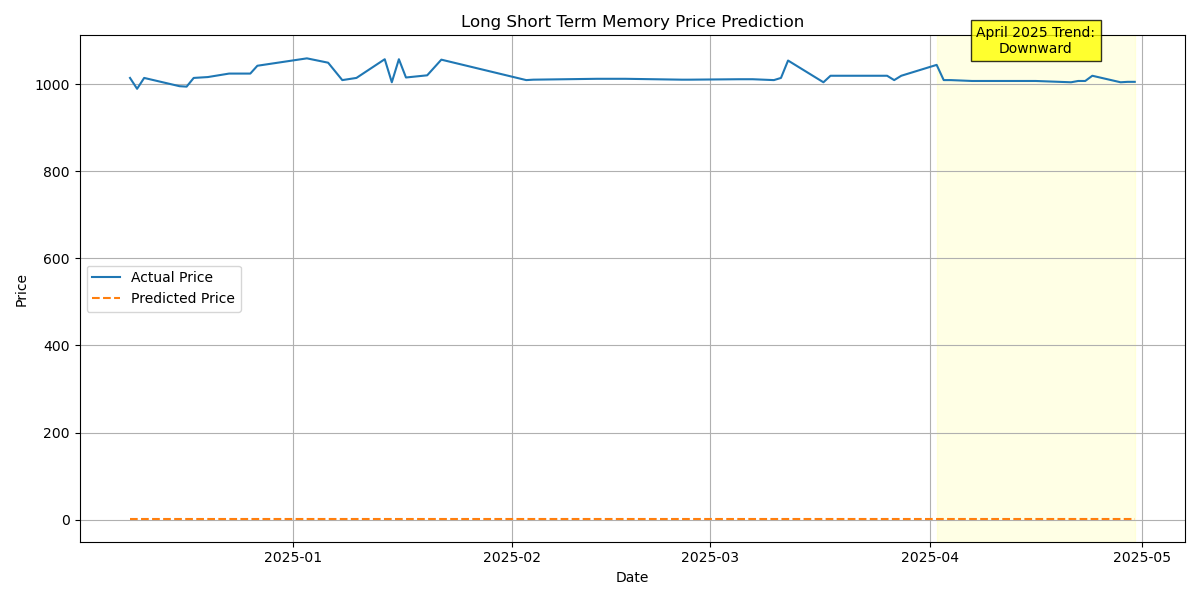 Long Short Term Memory Price Prediction
April 2025 Trend:
Downward
1000
800
600
400
200
0
Price
Actual Price
Predicted Price
2025-01
2025-02
2025-03
2025-04
2025-05
Date